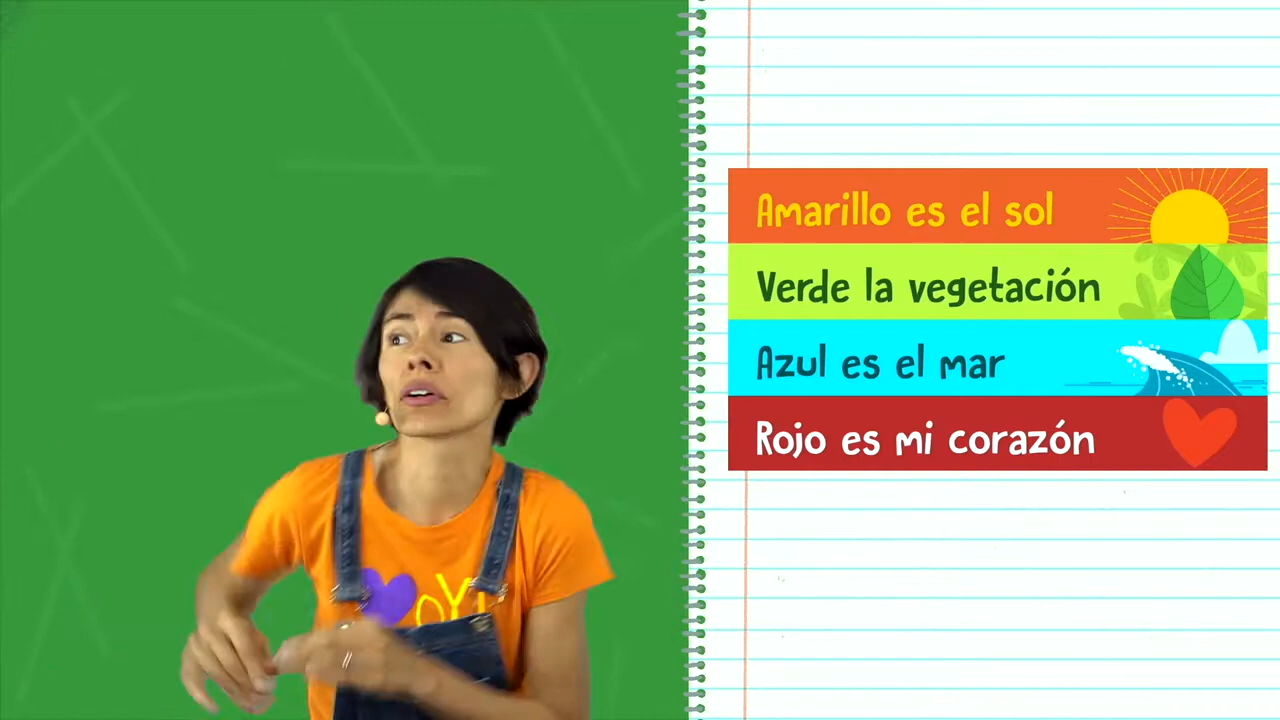 Amarillo es el sol
Verde la vegetación
Azul es el mar
Rojo es mi corazón